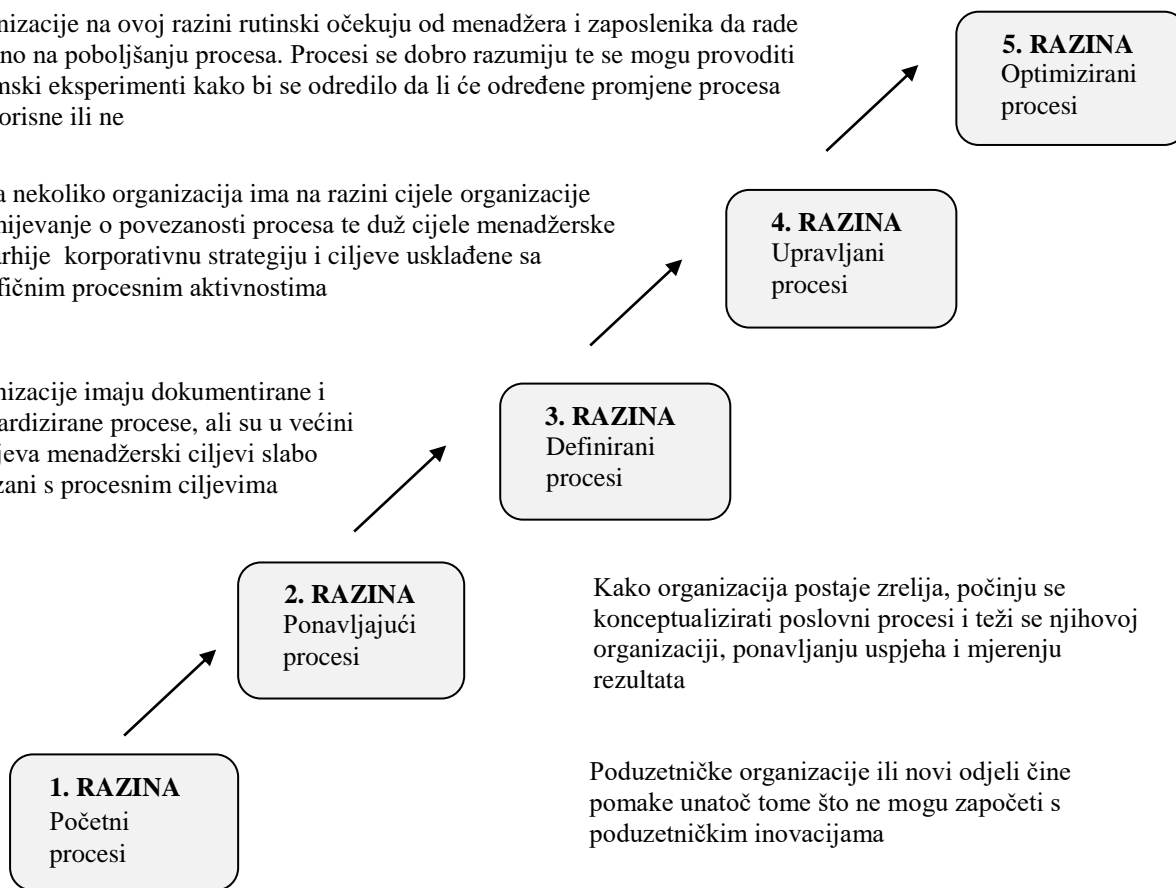 nizacije na ovoj razini rutinski očekuju od menadžera i zaposlenika da rade
no na poboljšanju procesa. Procesi se dobro razumiju te se mogu provoditi
mski eksperimenti kako bi se odredilo da li će određene promjene procesa
orisne ili ne
5. RAZINA
Optimizirani
procesi
a nekoliko organizacija ima na razini cijele organizacije
nijevanje o povezanosti procesa te duž cijele menadžerske
arhije korporativnu strategiju i ciljeve usklađene sa
fičnim procesnim aktivnostima
4. RAZINA
Upravljani
procesi
nizacije imaju dokumentirane i
ardizirane procese, ali su u većini
jeva menadžerski ciljevi slabo
zani s procesnim ciljevima
3. RAZINA
Definirani
procesi
2. RAZINA
Ponavljajući
procesi
Kako organizacija postaje zrelija, počinju se
konceptualizirati poslovni procesi i teži se njihovoj
organizaciji, ponavljanju uspjeha i mjerenju
rezultata
1. RAZINA
Početni
procesi
Poduzetničke organizacije ili novi odjeli čine
pomake unatoč tome što ne mogu započeti s
poduzetničkim inovacijama